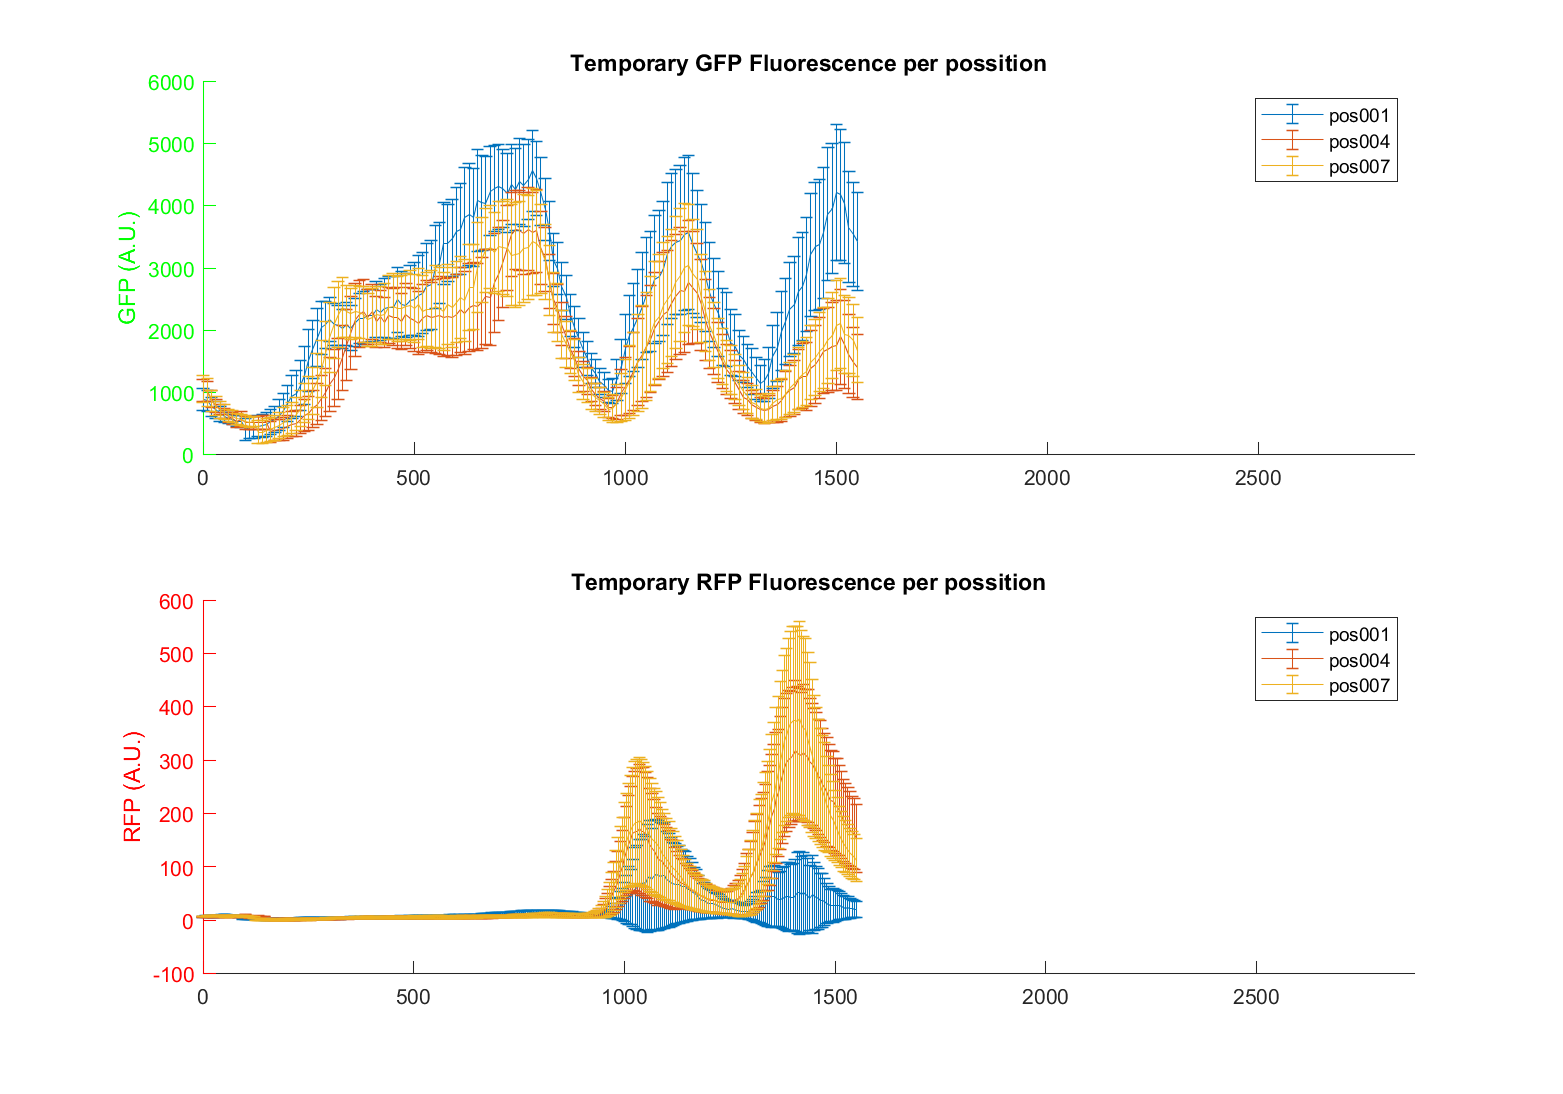 Temporary GFP Fluorescence per possition
6000
5000
4000
3000
2000
1000
0
GFP (A.U.)
0 500 1000 1500 2000 2500
pos001
pos004
pos007
Temporary RFP Fluorescence per possition
600
500
400
300
200
100
0
-100
RFP (A.U.)
0 500 1000 1500 2000 2500
pos001
pos004
pos007